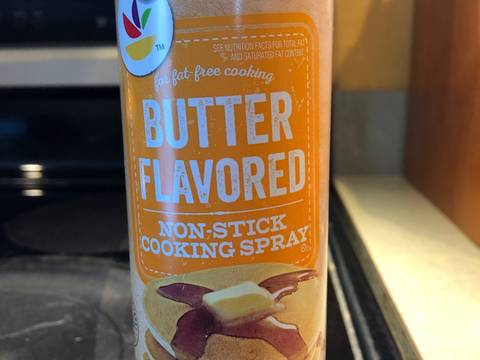 TM
SEE NUTRITION FACTS FOR TOTAL FAT
AND SATURATED FAT CONTENT
for fat-free cooking
BUTTER
FLAVORED
NON-STICK
COOKING SPRAY